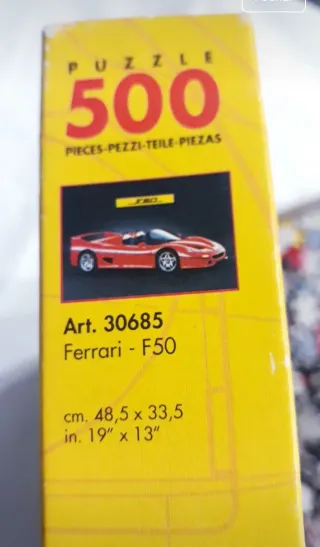 PUZZLE
500
PIECES-PEZZI-TEILE-PIEZAS
F50
Art. 30685
Ferrari - F50
cm. 48,5 x 33,5
in. 19" x 13"